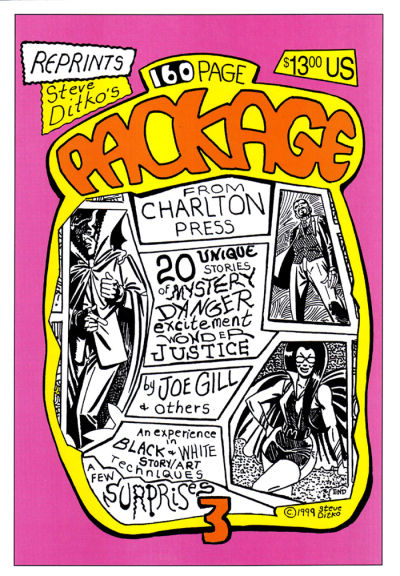 REPRINTS
Steve
Ditko's
160 PAGE
$13.00 US
PACKAGE
FROM
CHARLTON
PRESS
20 UNIQUE
STORIES
OF MYSTERY
DANGER
excitement
WONDER
JUSTICE
by JOE GILL
& others
An experience
in
BLACK & WHITE
STORY/ART
Techniques
A FEW
SURPRISES
3
END
© 1999 Steve
Ditko